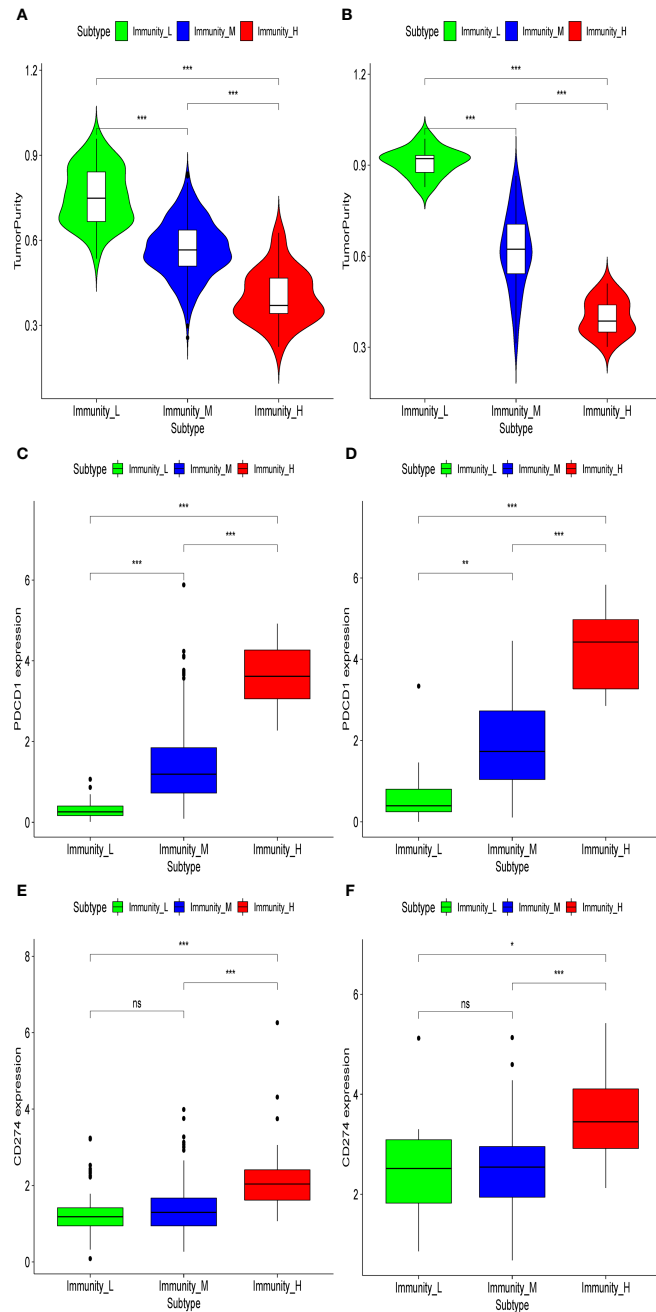 A
Subtype Immunity_L Immunity_M Immunity_H
1.2
0.9
0.6
0.3
TumorPurity
***
***
***
Immunity_L Immunity_M Immunity_H
Subtype
B
Subtype Immunity_L Immunity_M Immunity_H
1.2
0.9
0.6
0.3
TumorPurity
***
***
***
Immunity_L Immunity_M Immunity_H
Subtype
C
Subtype Immunity_L Immunity_M Immunity_H
6
4
2
0
PDCD1 expression
***
***
***
Immunity_L Immunity_M Immunity_H
Subtype
D
Subtype Immunity_L Immunity_M Immunity_H
6
4
2
0
PDCD1 expression
***
***
**
Immunity_L Immunity_M Immunity_H
Subtype
E
Subtype Immunity_L Immunity_M Immunity_H
8
6
4
2
0
CD274 expression
***
***
ns
Immunity_L Immunity_M Immunity_H
Subtype
F
Subtype Immunity_L Immunity_M Immunity_H
6
4
2
CD274 expression
*
***
ns
Immunity_L Immunity_M Immunity_H
Subtype